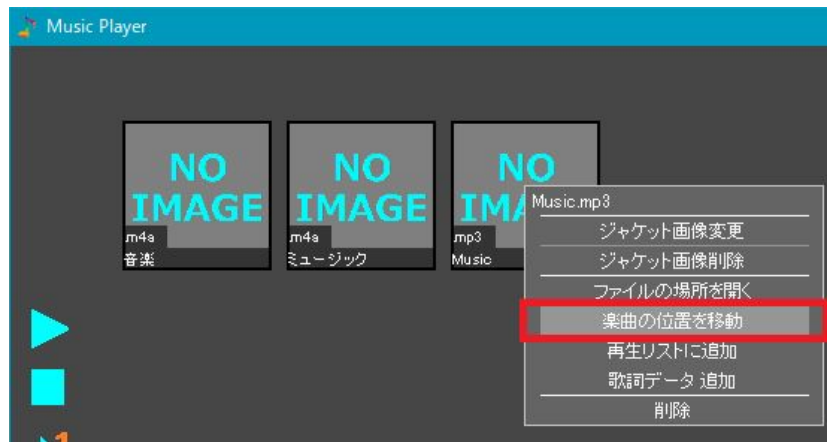 Music Player
NO
IMAGE
.m4a
音楽
NO
IMAGE
.m4a
ミュージック
NO
IM
.mp3
Music
Music.mp3
ジャケット画像変更
ジャケット画像削除
ファイルの場所を開く
楽曲の位置を移動
再生リストに追加
歌詞データ 追加
削除
1